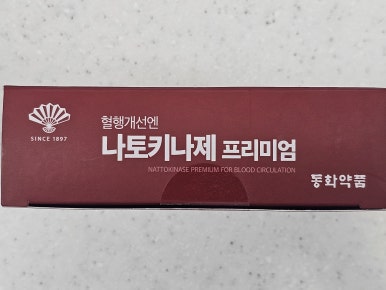 SINCE 1897
혈행개선엔
나토키나제 프리미엄
NATTOKINASE PREMIUM FOR BLOOD CIRCULATION
동화약품